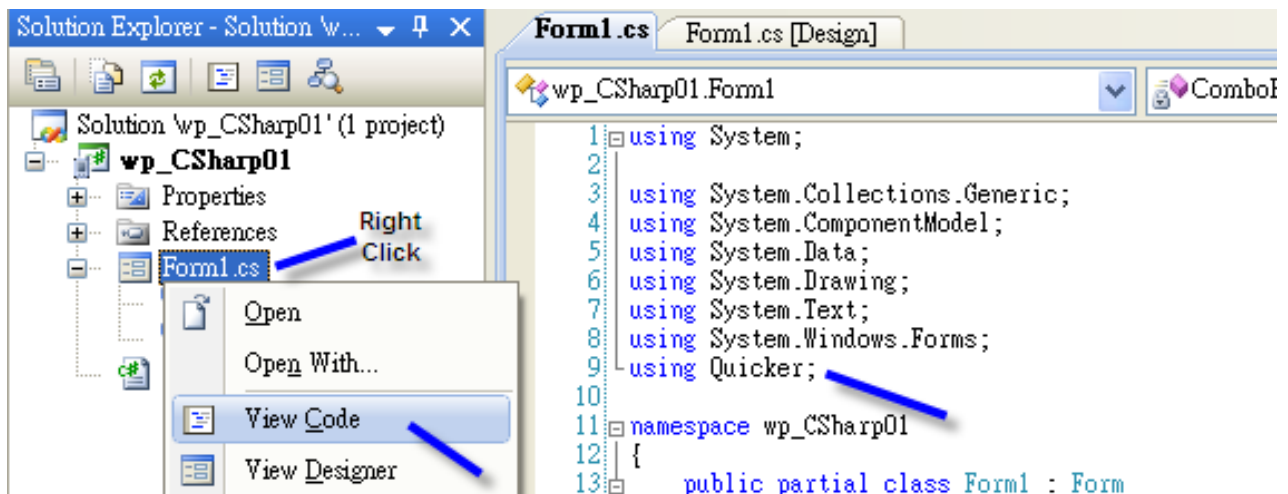 Solution Explorer - Solution 'w...
Solution 'wp_CSharp01' (1 project)
wp_CSharp01
Properties
References
Form1.cs
Right
Click
Open
Open With...
View Code
View Designer
Form1.cs
Form1.cs [Design]
wp_CSharp01.Form1
1 using System;
2
3 using System.Collections.Generic;
4 using System.ComponentModel;
5 using System.Data;
6 using System.Drawing;
7 using System.Text;
8 using System.Windows.Forms;
9 using Quicker;
10
11 namespace wp_CSharp01
12 {
13 public partial class Form1 : Form